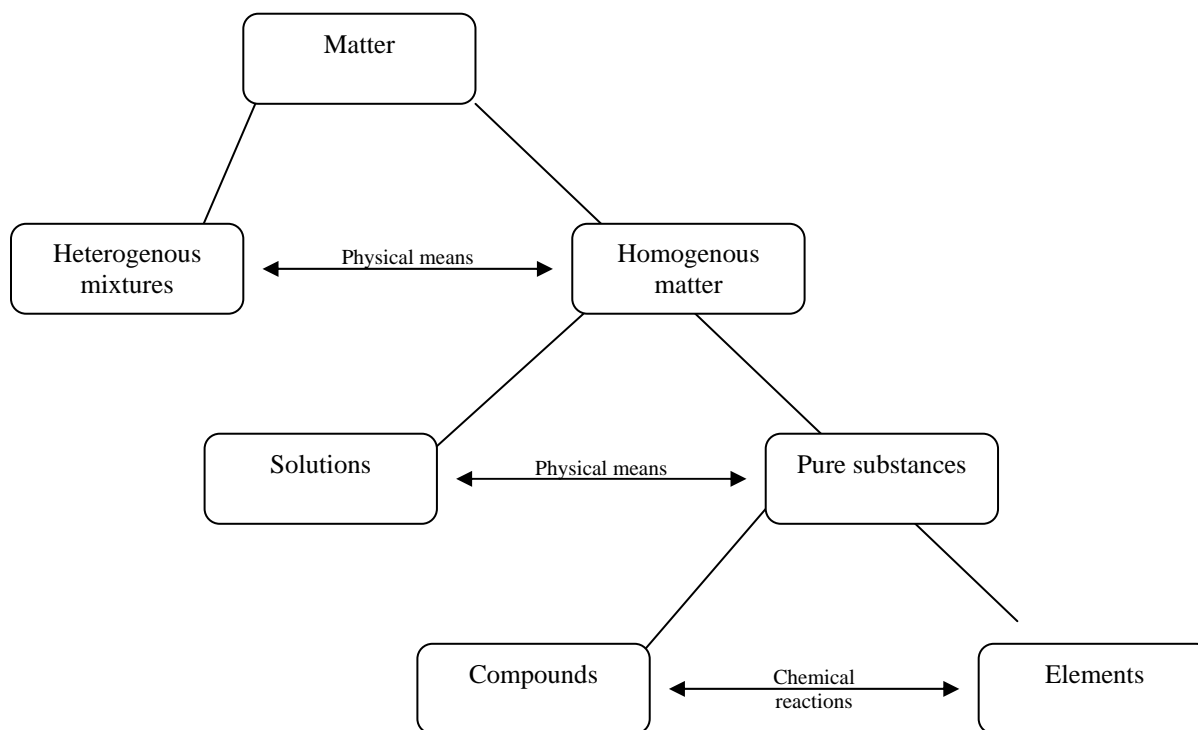 Matter
Heterogenous
mixtures
Physical means
Homogenous
matter
Solutions
Physical means
Pure substances
Compounds
Chemical
reactions
Elements